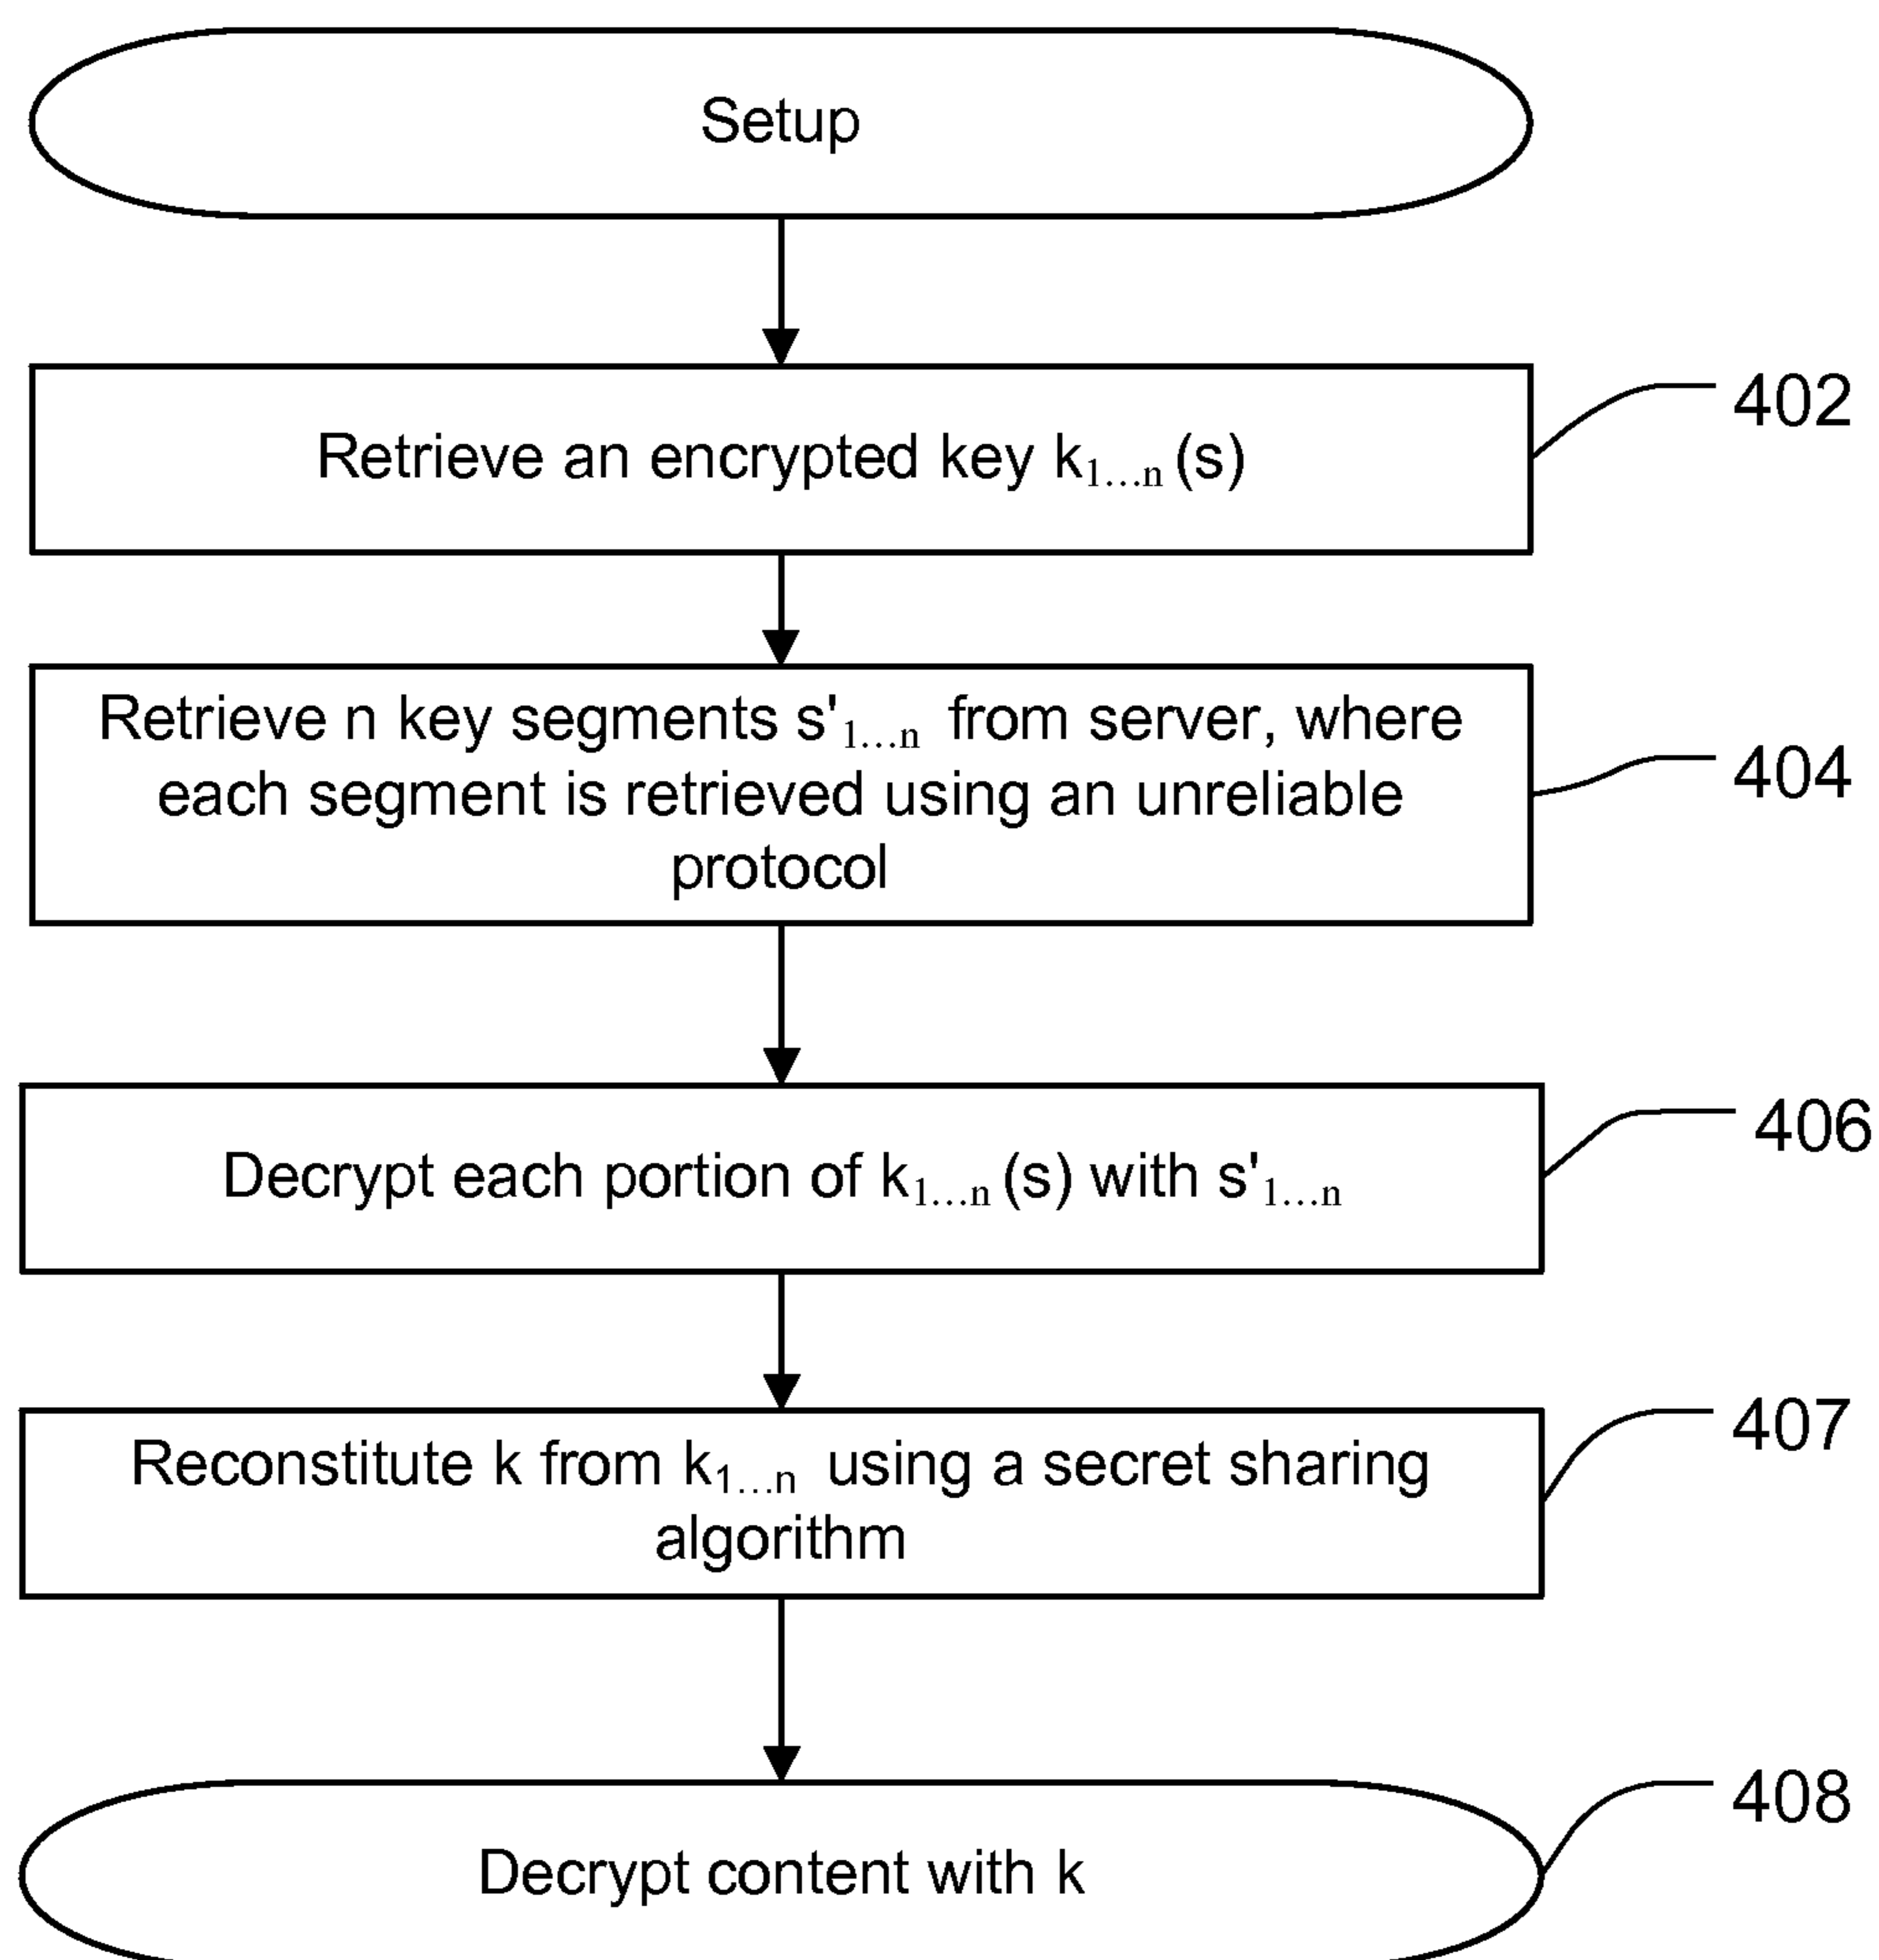 Setup
Retrieve an encrypted key k1...n (s)
402
Retrieve n key segments s'1...n from server, where
each segment is retrieved using an unreliable
protocol
404
Decrypt each portion of k1...n (s) with s'1...n
406
Reconstitute k from k1...n using a secret sharing
algorithm
407
Decrypt content with k
408